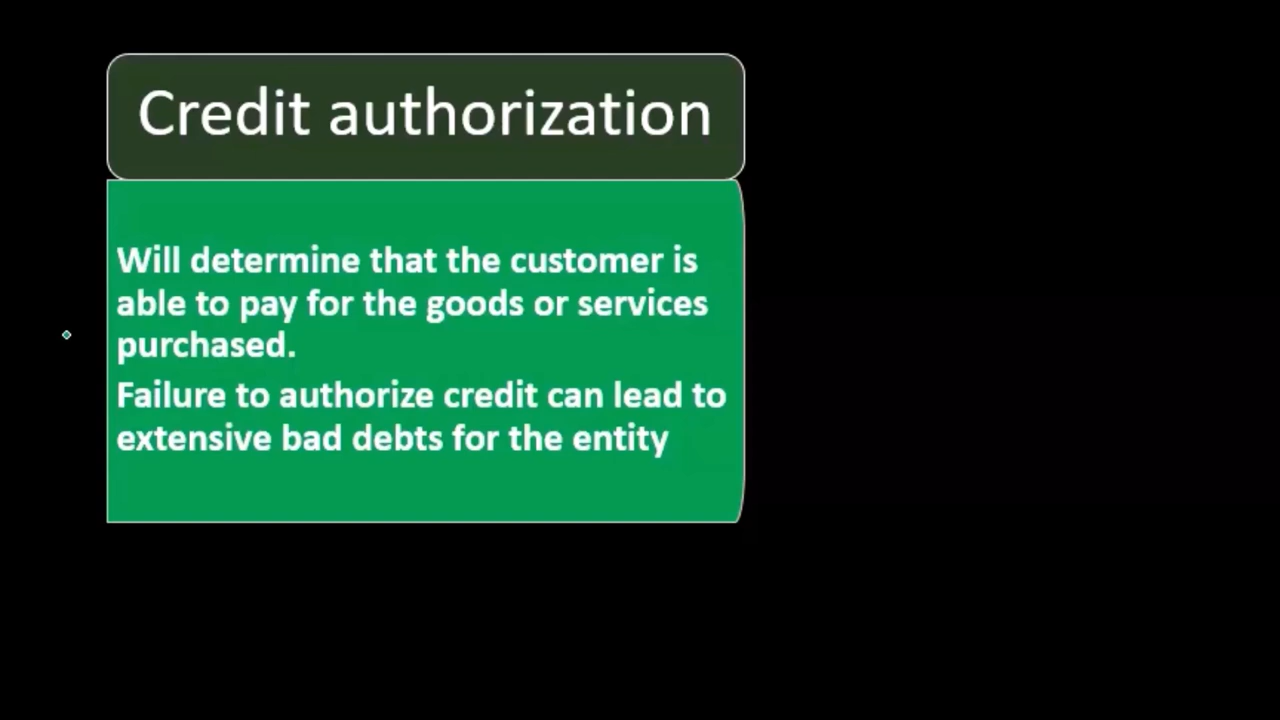 Credit authorization
Will determine that the customer is
able to pay for the goods or services
purchased.
Failure to authorize credit can lead to
extensive bad debts for the entity